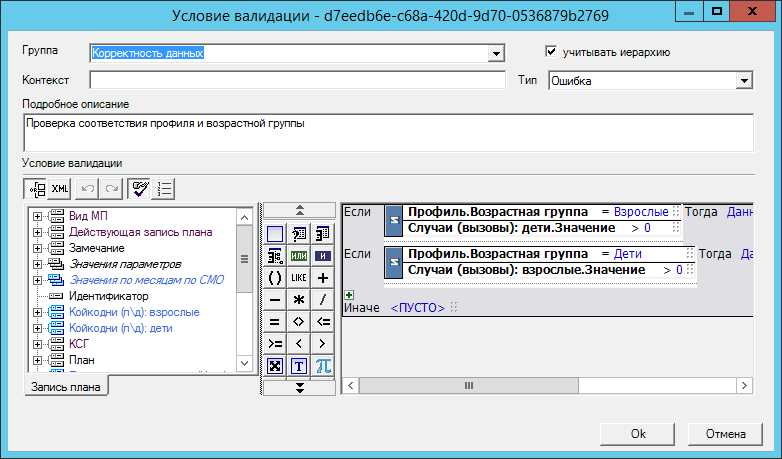 Условие валидации - d7eedb6e-c68a-420d-9d70-0536879b2769
Группа Корректность данных учитывать иерархию
Контекст Тип Ошибка
Подробное описание
Проверка соответствия профиля и возрастной группы
Условие валидации
XML
Вид МП
Действующая запись плана
Замечание
Значения параметров
Значения по месяцам по СМО
Идентификатор
Койкодни (п\д): взрослые
Койкодни (п\д): дети
КСГ
План
Запись плана
ИЛИ И
( ) LIKE +
− * /
= <> <=
>= < >
T π
Если Профиль.Возрастная группа = Взрослые Тогда Данн
И
Случаи (вызовы): дети.Значение > 0
Если Профиль.Возрастная группа = Дети Тогда Да
И
Случаи (вызовы): взрослые.Значение > 0
Иначе <ПУСТО>
Ok Отмена